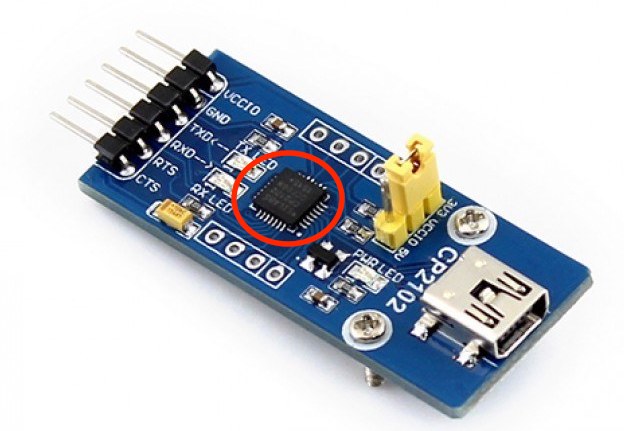 VCCIO
GND
TXD<--
RXD-->
RTS
CTS
TX LED
RX LED
3V3 VCCIO 5V
PWR LED
CP2102